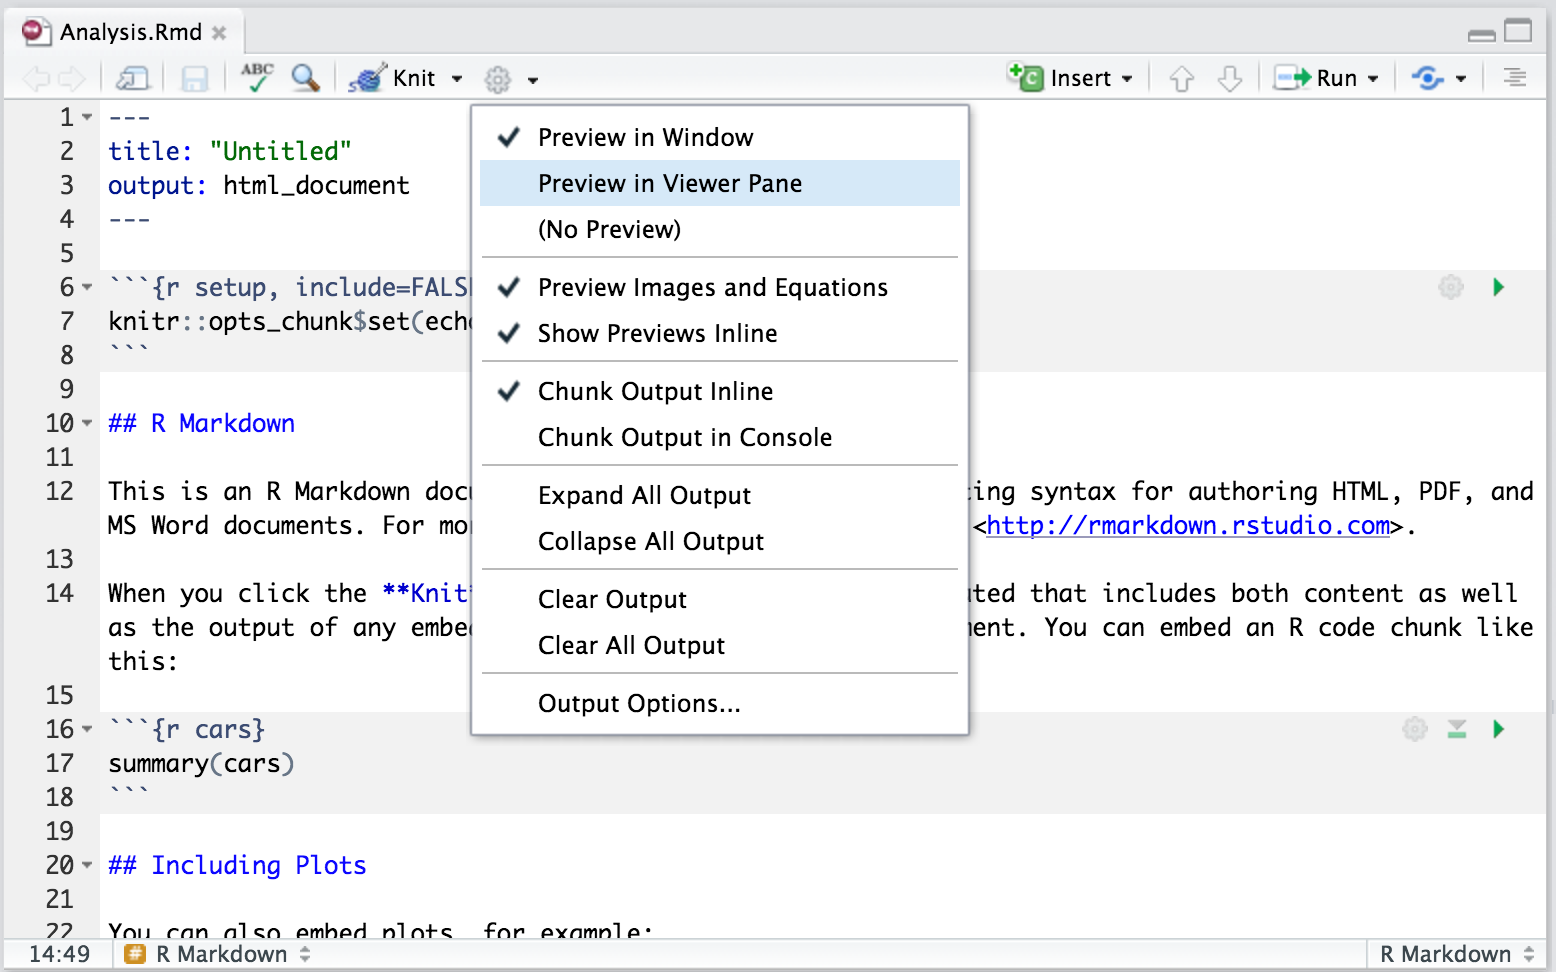 Analysis.Rmd
ABC Knit Insert Run
1 ---
2 title: "Untitled"
3 output: html_document
4 ---
5
6 ```{r setup, include=FALS
7 knitr::opts_chunk$set(ech
8 ```
9
10 ## R Markdown
11
12 This is an R Markdown doc ing syntax for authoring HTML, PDF, and
MS Word documents. For mo <http://rmarkdown.rstudio.com>.
13
14 When you click the **Knit ted that includes both content as well
as the output of any embe ment. You can embed an R code chunk like
this:
15
16 ```{r cars}
17 summary(cars)
18 ```
19
20 ## Including Plots
21
22 You can also embed plots, for example:
Preview in Window
Preview in Viewer Pane
(No Preview)
Preview Images and Equations
Show Previews Inline
Chunk Output Inline
Chunk Output in Console
Expand All Output
Collapse All Output
Clear Output
Clear All Output
Output Options...
14:49 # R Markdown R Markdown